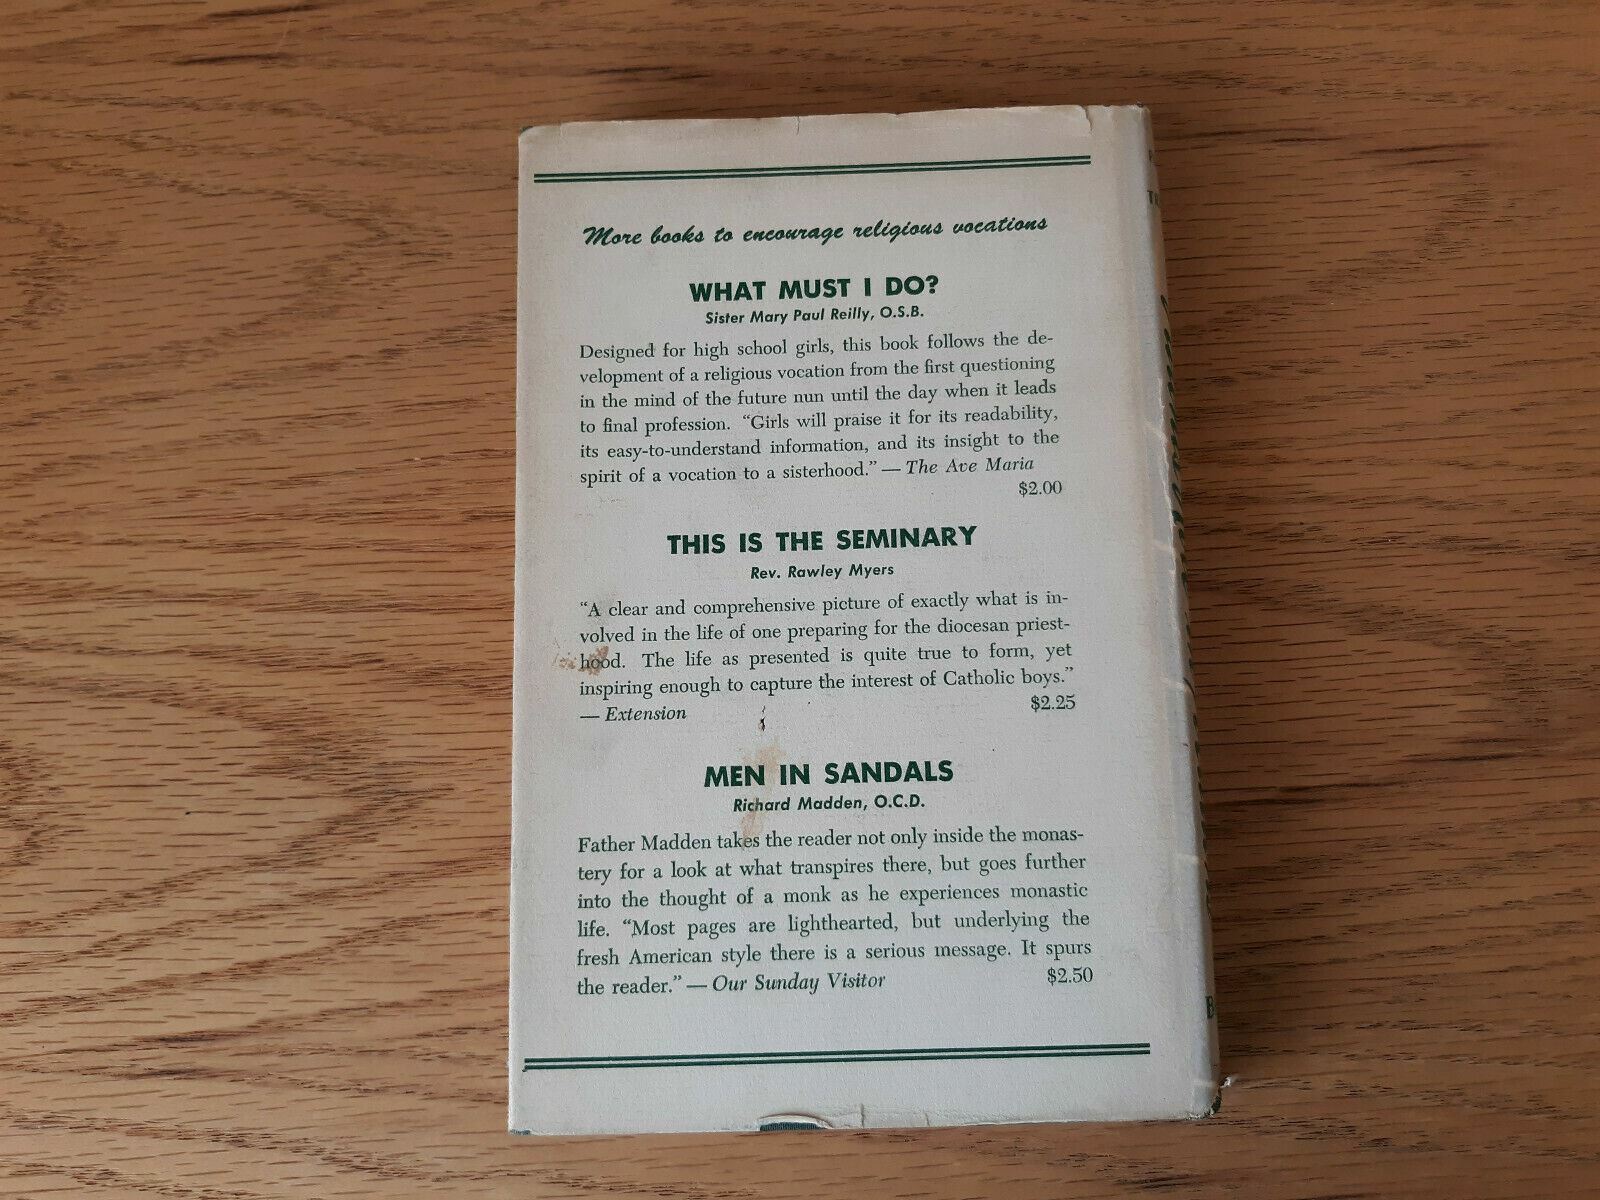 More books to encourage religious vocations
WHAT MUST I DO?
Sister Mary Paul Reilly, O.S.B.
Designed for high school girls, this book follows the de-
velopment of a religious vocation from the first questioning
in the mind of the future nun until the day when it leads
to final profession. “Girls will praise it for its readability,
its easy-to-understand information, and its insight to the
spirit of a vocation to a sisterhood.” — The Ave Maria
$2.00
THIS IS THE SEMINARY
Rev. Rawley Myers
“A clear and comprehensive picture of exactly what is in-
volved in the life of one preparing for the diocesan priest-
hood. The life as presented is quite true to form, yet
inspiring enough to capture the interest of Catholic boys.”
— Extension $2.25
MEN IN SANDALS
Richard Madden, O.C.D.
Father Madden takes the reader not only inside the monas-
tery for a look at what transpires there, but goes further
into the thought of a monk as he experiences monastic
life. “Most pages are lighthearted, but underlying the
fresh American style there is a serious message. It spurs
the reader.” — Our Sunday Visitor $2.50